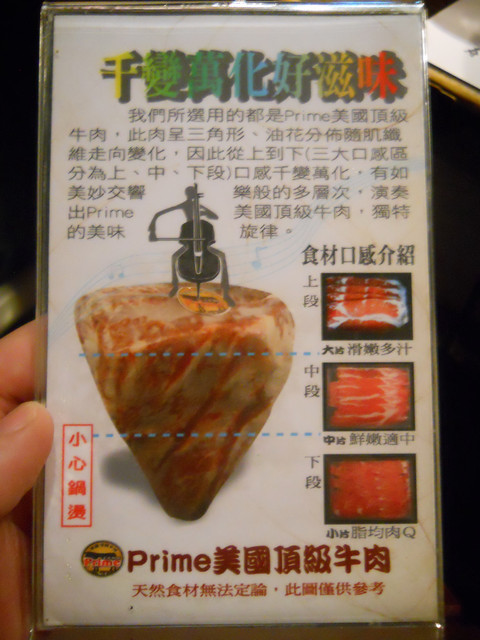 千變萬化好滋味
我們所選用的都是Prime美國頂級
牛肉，此肉呈三角形、油花分佈隨肌纖
維走向變化，因此從上到下(三大口感區
分為上、中、下段)口感千變萬化，有如
美妙交響樂般的多層次，演奏
出Prime美國頂級牛肉，獨特
的美味旋律。
食材口感介紹
上段
大片 滑嫩多汁
中段
中片 鮮嫩適中
下段
小片 脂均肉Q
小心鍋燙
Prime美國頂級牛肉
天然食材無法定論，此圖僅供參考